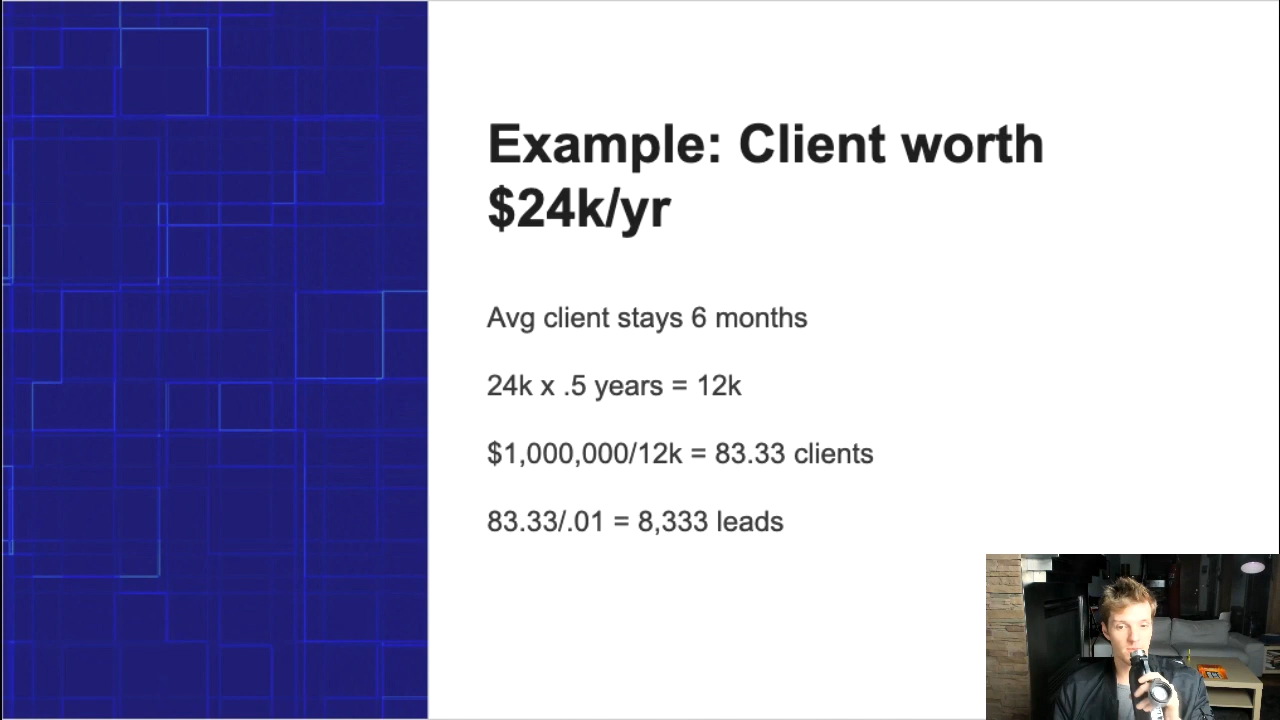 Example: Client worth
$24k/yr
Avg client stays 6 months
24k x .5 years = 12k
$1,000,000/12k = 83.33 clients
83.33/.01 = 8,333 leads